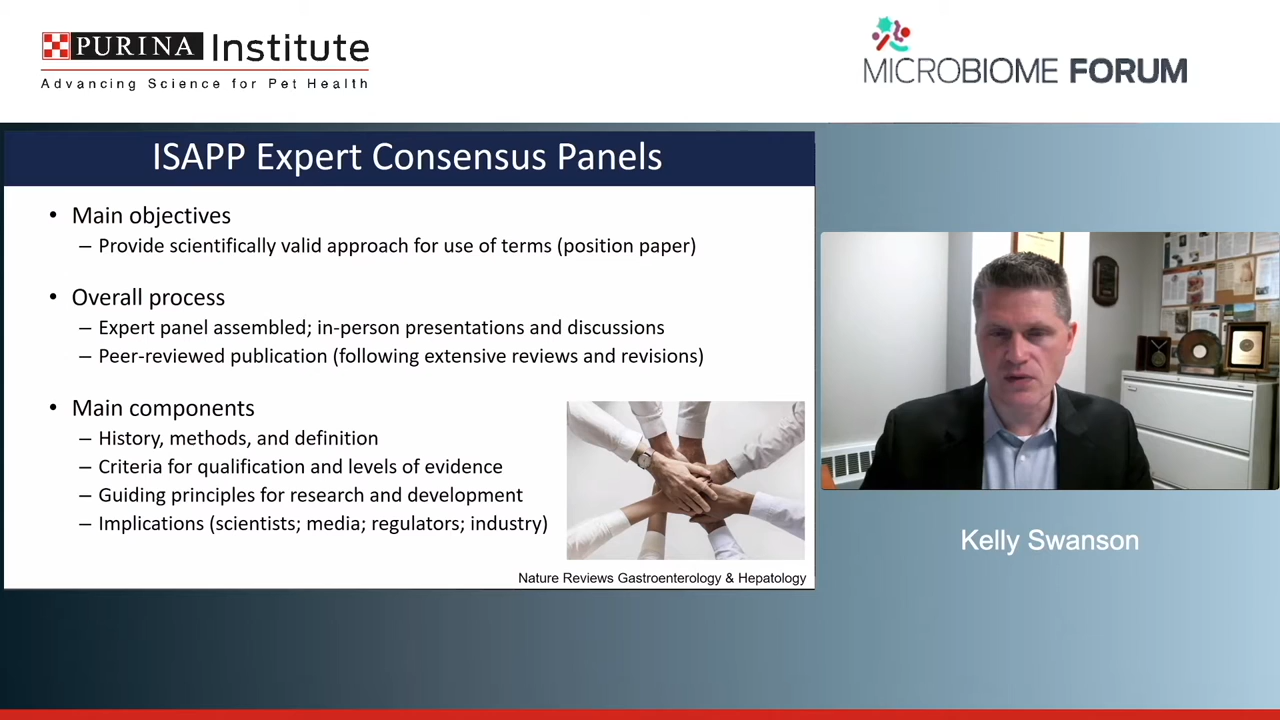 PURINA Institute
Advancing Science for Pet Health
MICROBIOME FORUM
ISAPP Expert Consensus Panels
• Main objectives
– Provide scientifically valid approach for use of terms (position paper)
• Overall process
– Expert panel assembled; in-person presentations and discussions
– Peer-reviewed publication (following extensive reviews and revisions)
• Main components
– History, methods, and definition
– Criteria for qualification and levels of evidence
– Guiding principles for research and development
– Implications (scientists; media; regulators; industry)
Nature Reviews Gastroenterology & Hepatology
Kelly Swanson